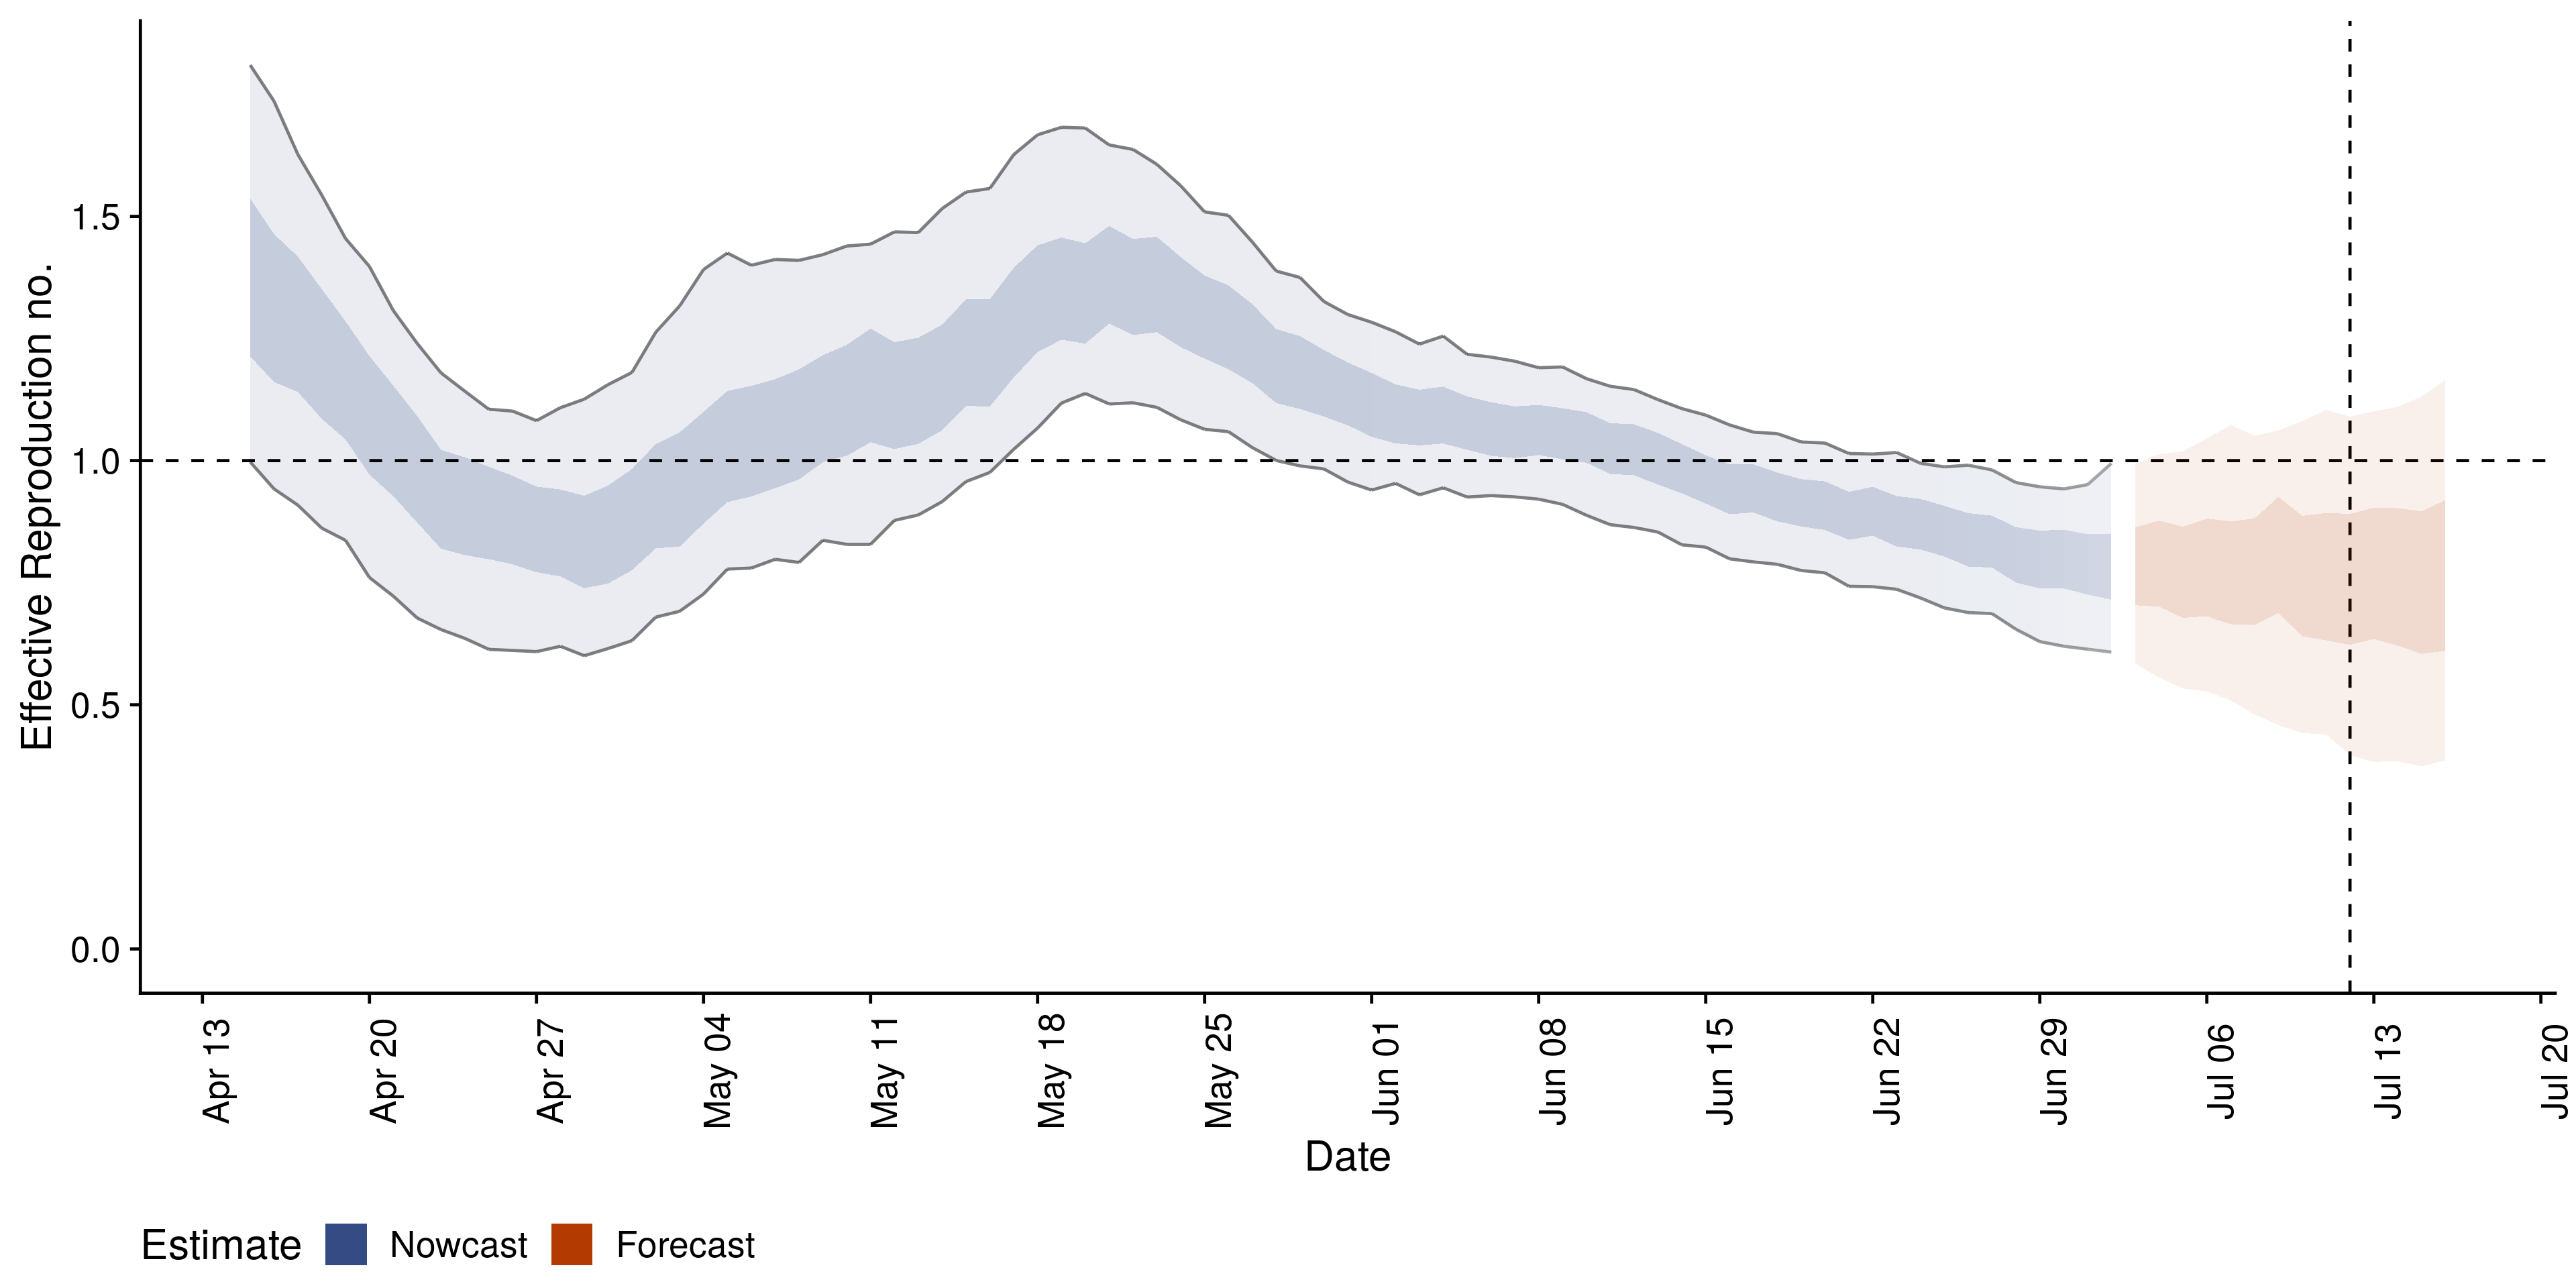 Effective Reproduction no.
1.5
1.0
0.5
0.0
Apr 13
Apr 20
Apr 27
May 04
May 11
May 18
May 25
Jun 01
Jun 08
Jun 15
Jun 22
Jun 29
Jul 06
Jul 13
Jul 20
Date
Estimate Nowcast Forecast